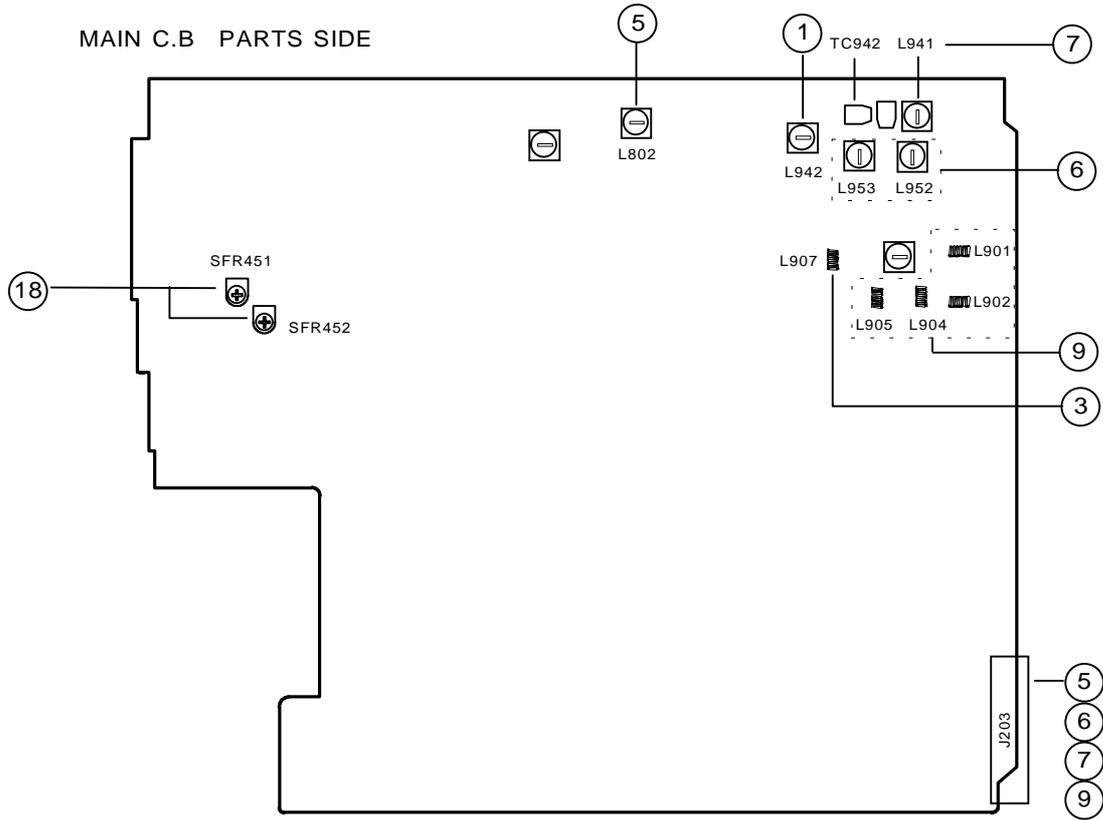 MAIN C.B PARTS SIDE
5
1
TC942 L941
7
L802
L942
L953 L952
6
SFR451
L907
L901
18
SFR452
L905 L904
L902
9
3
J203
5
6
7
9